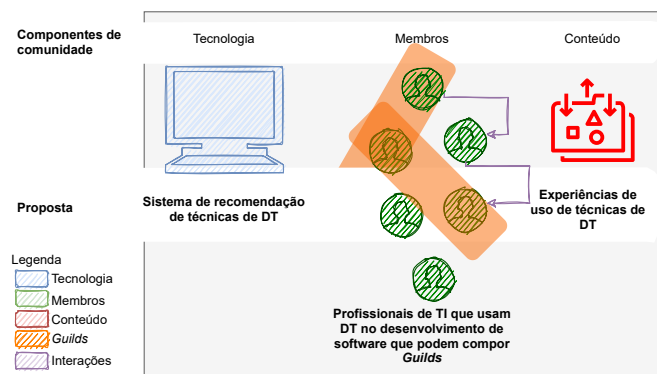 Componentes de
comunidade
Tecnologia
Membros
Conteúdo
Proposta
Sistema de recomendação
de técnicas de DT
Experiências de
uso de técnicas de
DT
Profissionais de TI que usam
DT no desenvolvimento de
software que podem compor
Guilds
Legenda
Tecnologia
Membros
Conteúdo
Guilds
Interações